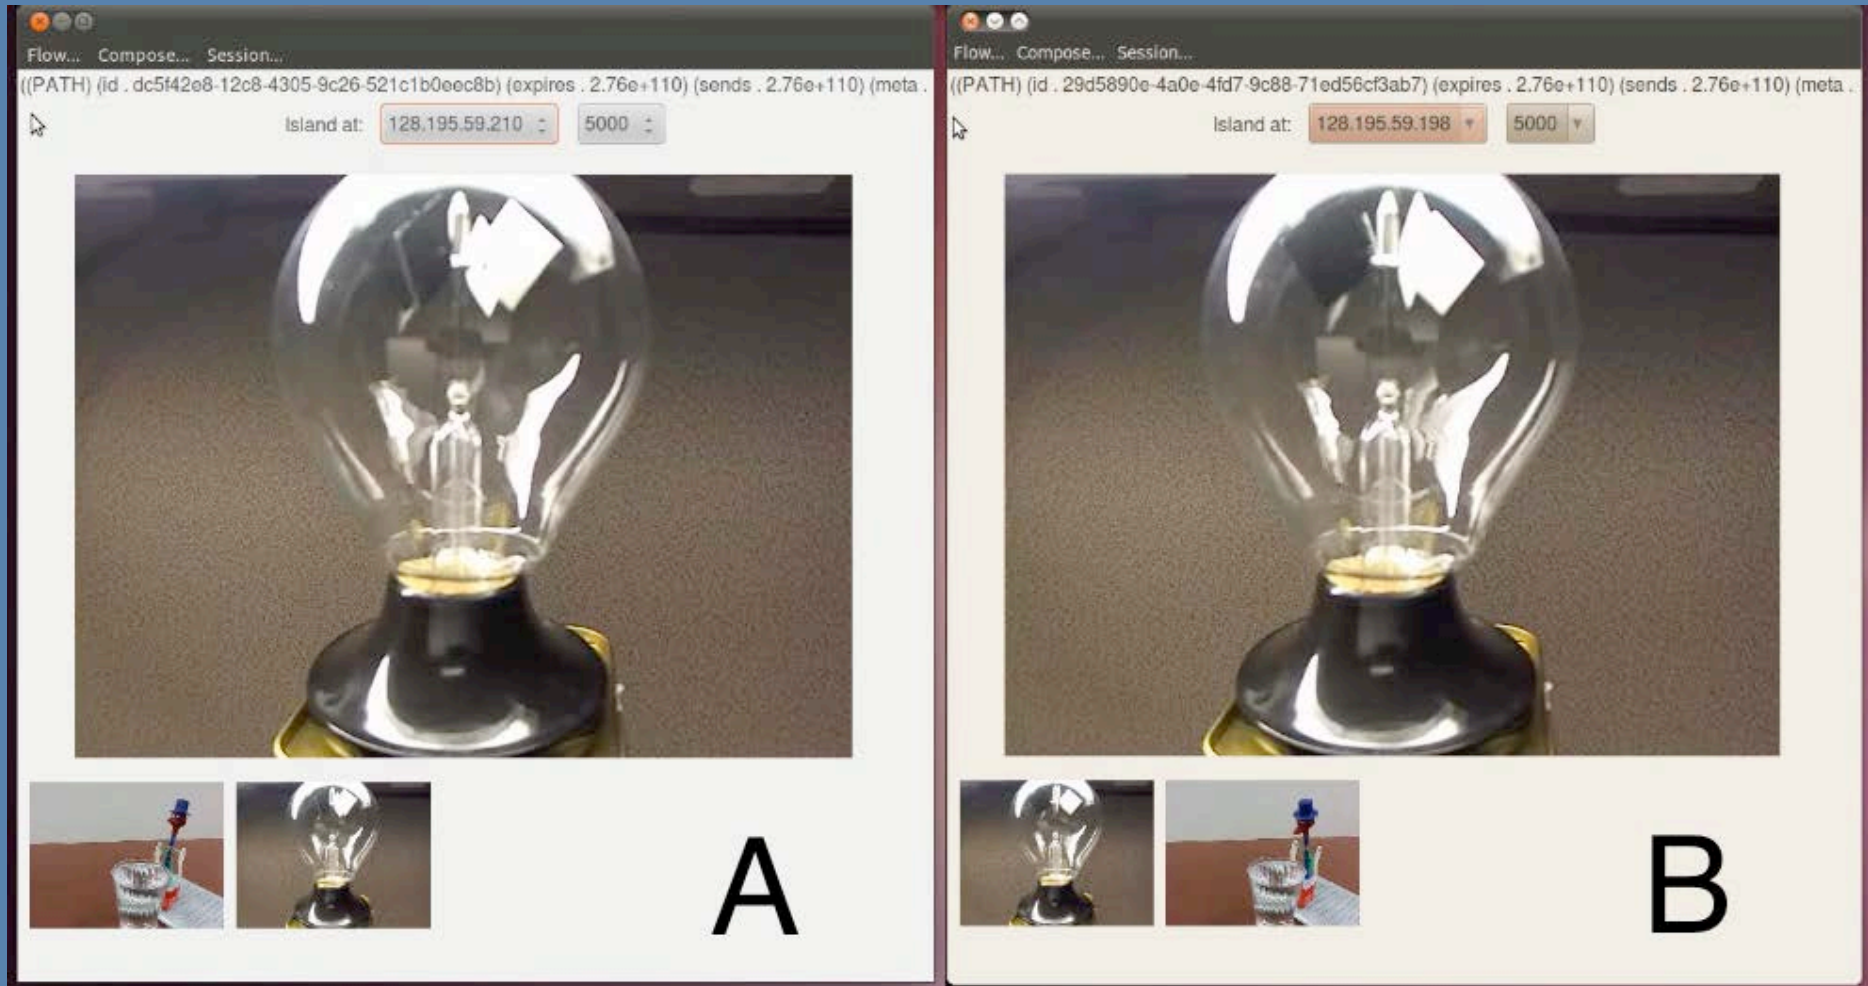 Flow... Compose... Session...
((PATH) (id . dc5f42e8-12c8-4305-9c26-521c1b0eec8b) (expires . 2.76e+110) (sends . 2.76e+110) (meta .
Island at: 128.195.59.210 5000
A
Flow... Compose... Session...
((PATH) (id . 29d5890e-4a0e-4fd7-9c88-71ed56cf3ab7) (expires . 2.76e+110) (sends . 2.76e+110) (meta .
Island at: 128.195.59.198 5000
B